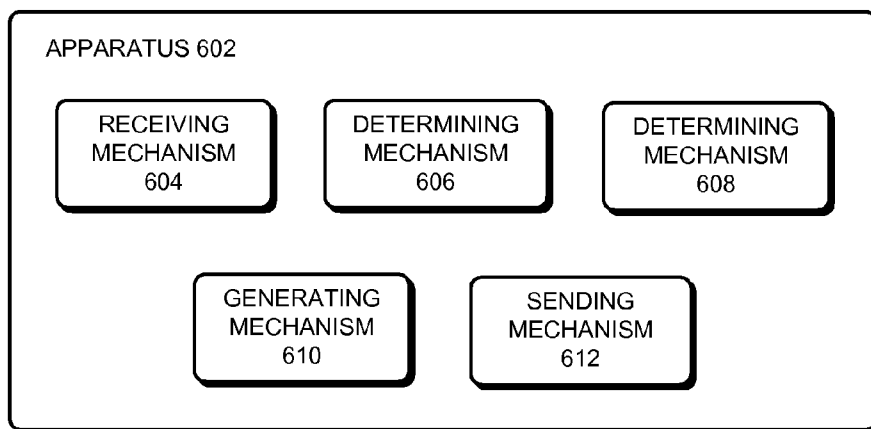 APPARATUS 602
RECEIVING
MECHANISM
604
DETERMINING
MECHANISM
606
DETERMINING
MECHANISM
608
GENERATING
MECHANISM
610
SENDING
MECHANISM
612